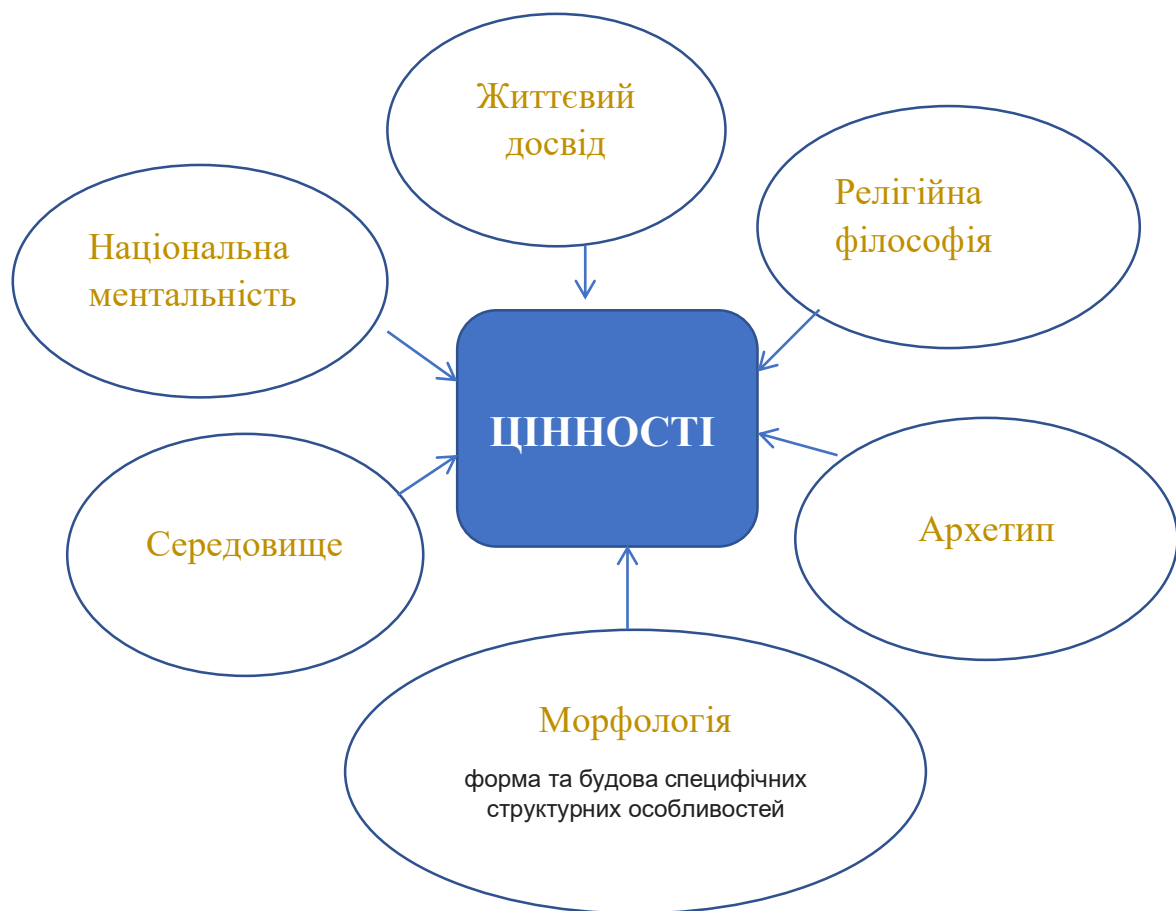 Життєвий
досвід
Релігійна
філософія
Національна
ментальність
ЦІННОСТІ
Середовище
Архетип
Морфологія
форма та будова специфічних
структурних особливостей